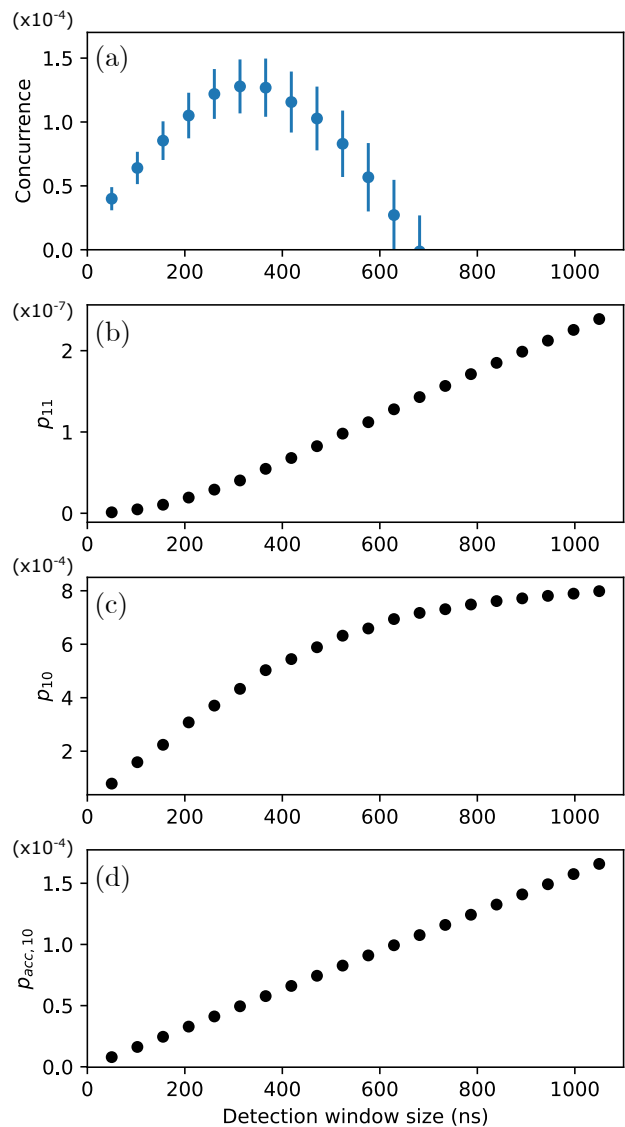 (x10⁻⁴)
(a)
Concurrence
1.5
1.0
0.5
0.0
0 200 400 600 800 1000
(x10⁻⁷)
(b)
p₁₁
2
1
0
0 200 400 600 800 1000
(x10⁻⁴)
(c)
p₁₀
8
6
4
2
0 200 400 600 800 1000
(x10⁻⁴)
(d)
p_{acc, 10}
1.5
1.0
0.5
0.0
0 200 400 600 800 1000
Detection window size (ns)